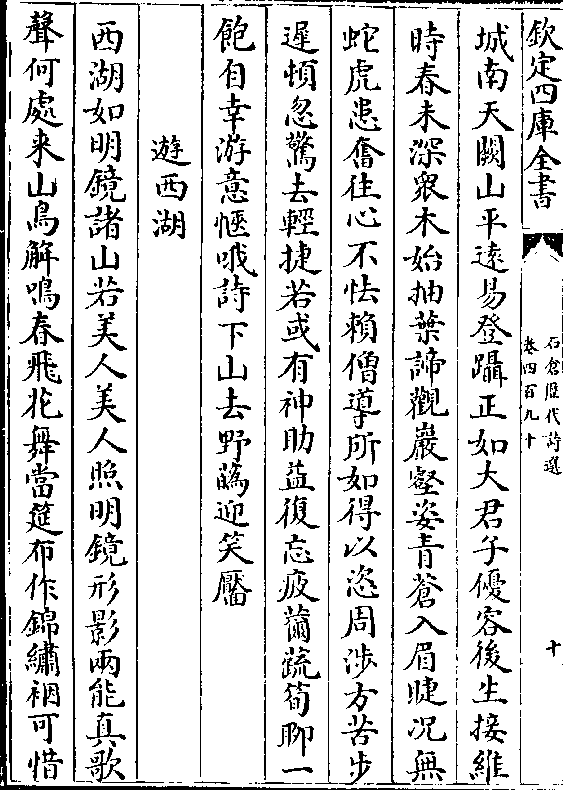 欽定四庫全書
石倉歷代詩選
卷四百九十
十
城南天闕山平遠易登躡正如大君子優容後生接維
時春未深衆木始抽葉諦觀巖壑姿青蒼入眉睫况無
蛇虎患奮往心不怯賴僧導所如得以恣周涉方苦步
遲頓忽驚去輕捷若或有神助益復忘疲薾蔬筍聊一
飽自幸游意愜哦詩下山去野蘤迎笑靨
遊西湖
西湖如明鏡諸山若美人美人照明鏡形影兩能真歌
聲何處来山鳥解鳴春飛花舞當筵布作錦繡裀可惜